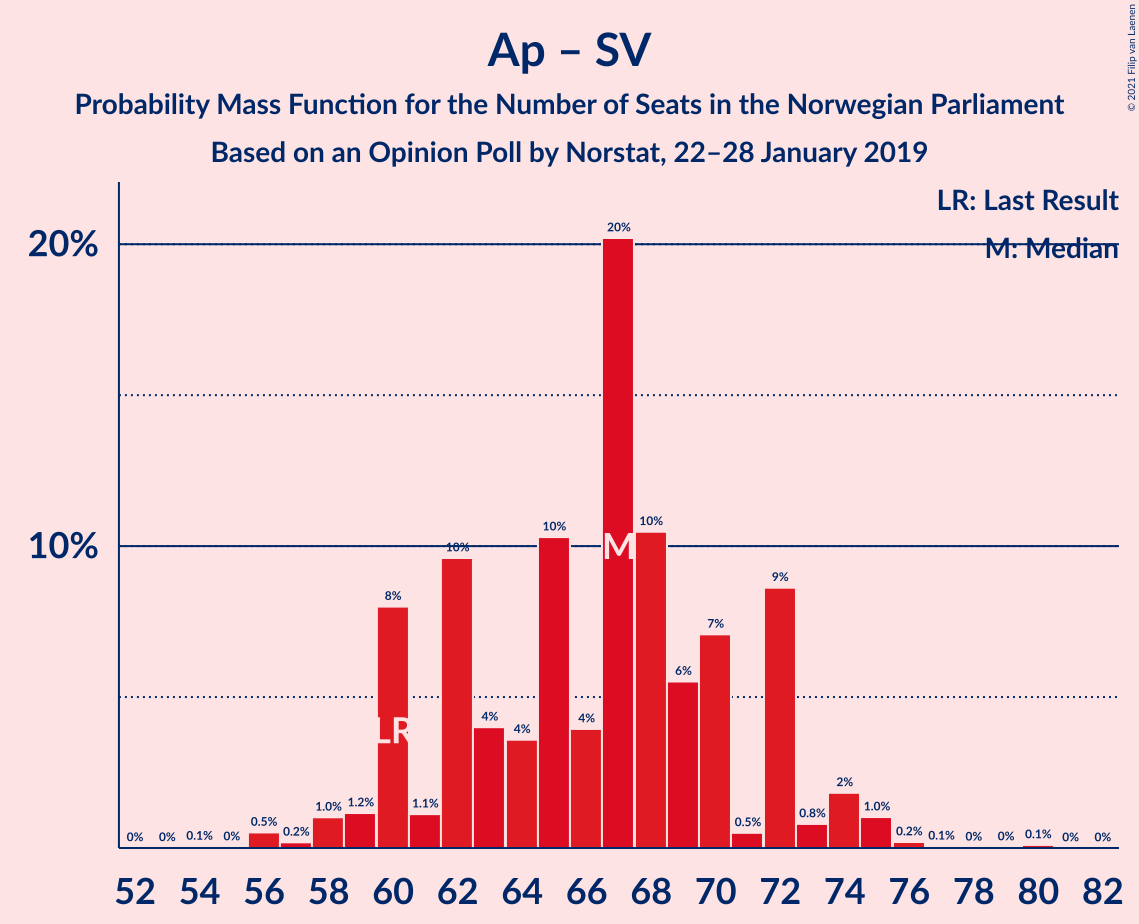 Ap – SV
Probability Mass Function for the Number of Seats in the Norwegian Parliament
Based on an Opinion Poll by Norstat, 22–28 January 2019
© 2021 Filip van Laenen
LR: Last Result
M: Median
20%
10%
0% 0% 0.1% 0% 0.5% 0.2% 1.0% 1.2% 8% 1.1% 10% 4% 4% 10% 4% 20% 10% 6% 7% 0.5% 9% 0.8% 2% 1.0% 0.2% 0.1% 0% 0% 0.1% 0% 0%
LR
M
52 54 56 58 60 62 64 66 68 70 72 74 76 78 80 82